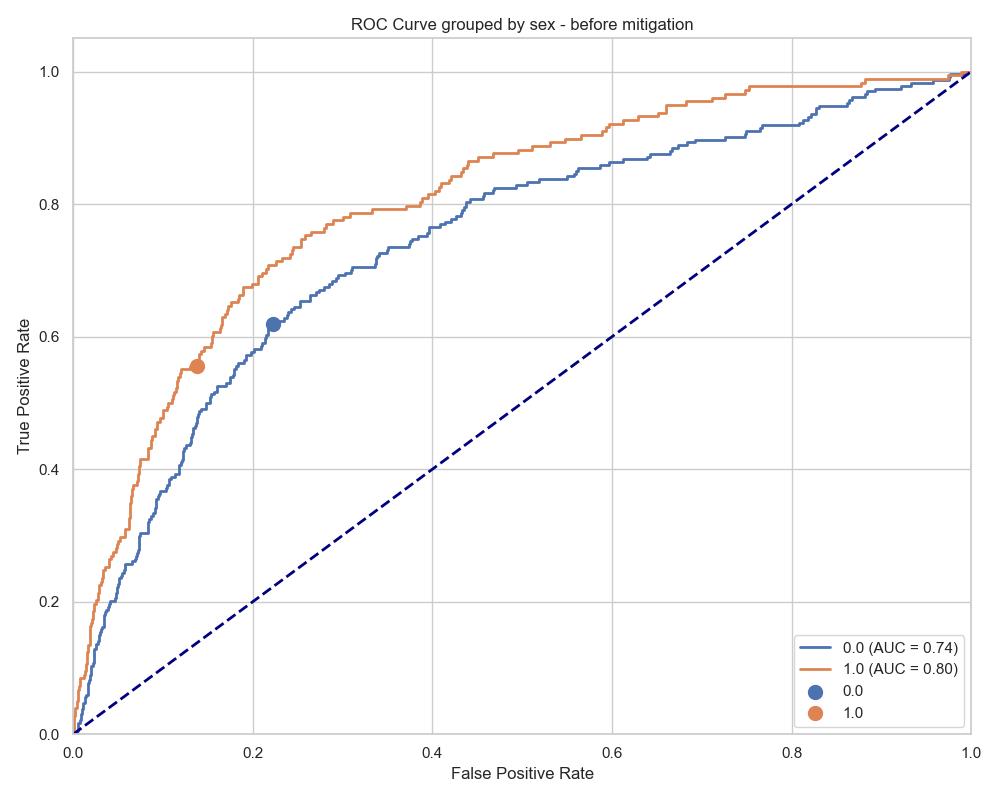 ROC Curve grouped by sex - before mitigation
True Positive Rate
1.0
0.8
0.6
0.4
0.2
0.0
0.0 (AUC = 0.74)
1.0 (AUC = 0.80)
0.0
1.0
0.0 0.2 0.4 0.6 0.8 1.0
False Positive Rate